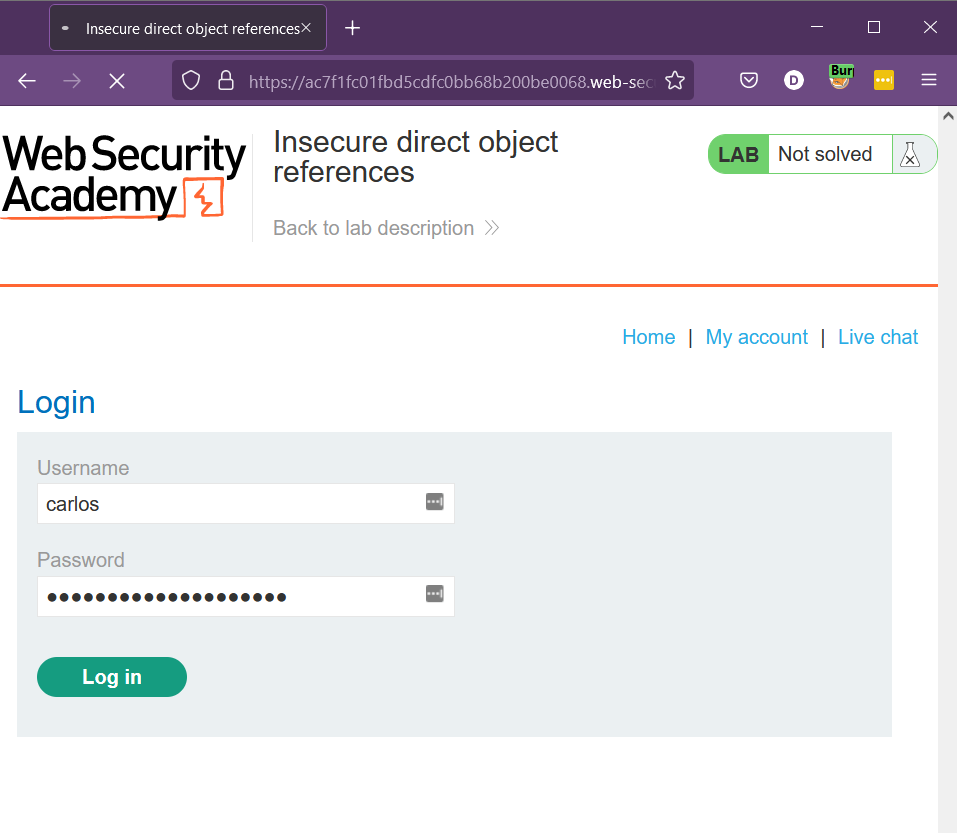 Insecure direct object references
D
Bur
https://ac7f1fc01fbd5cdfc0bb68b200be0068.web-sec
Web Security
Academy
Insecure direct object
references
Back to lab description
LAB Not solved
Home | My account | Live chat
Login
Username
carlos
Password
●●●●●●●●●●●●●●●●●●●●
Log in